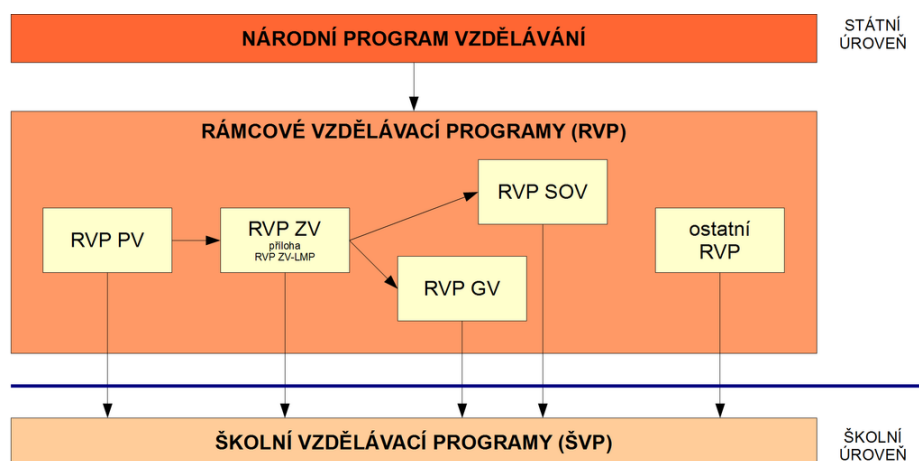 NÁRODNÍ PROGRAM VZDĚLÁVÁNÍ
STÁTNÍ
ÚROVEŇ
RÁMCOVÉ VZDĚLÁVACÍ PROGRAMY (RVP)
RVP PV
RVP ZV
příloha
RVP ZV-LMP
RVP SOV
RVP GV
ostatní
RVP
ŠKOLNÍ VZDĚLÁVACÍ PROGRAMY (ŠVP)
ŠKOLNÍ
ÚROVEŇ